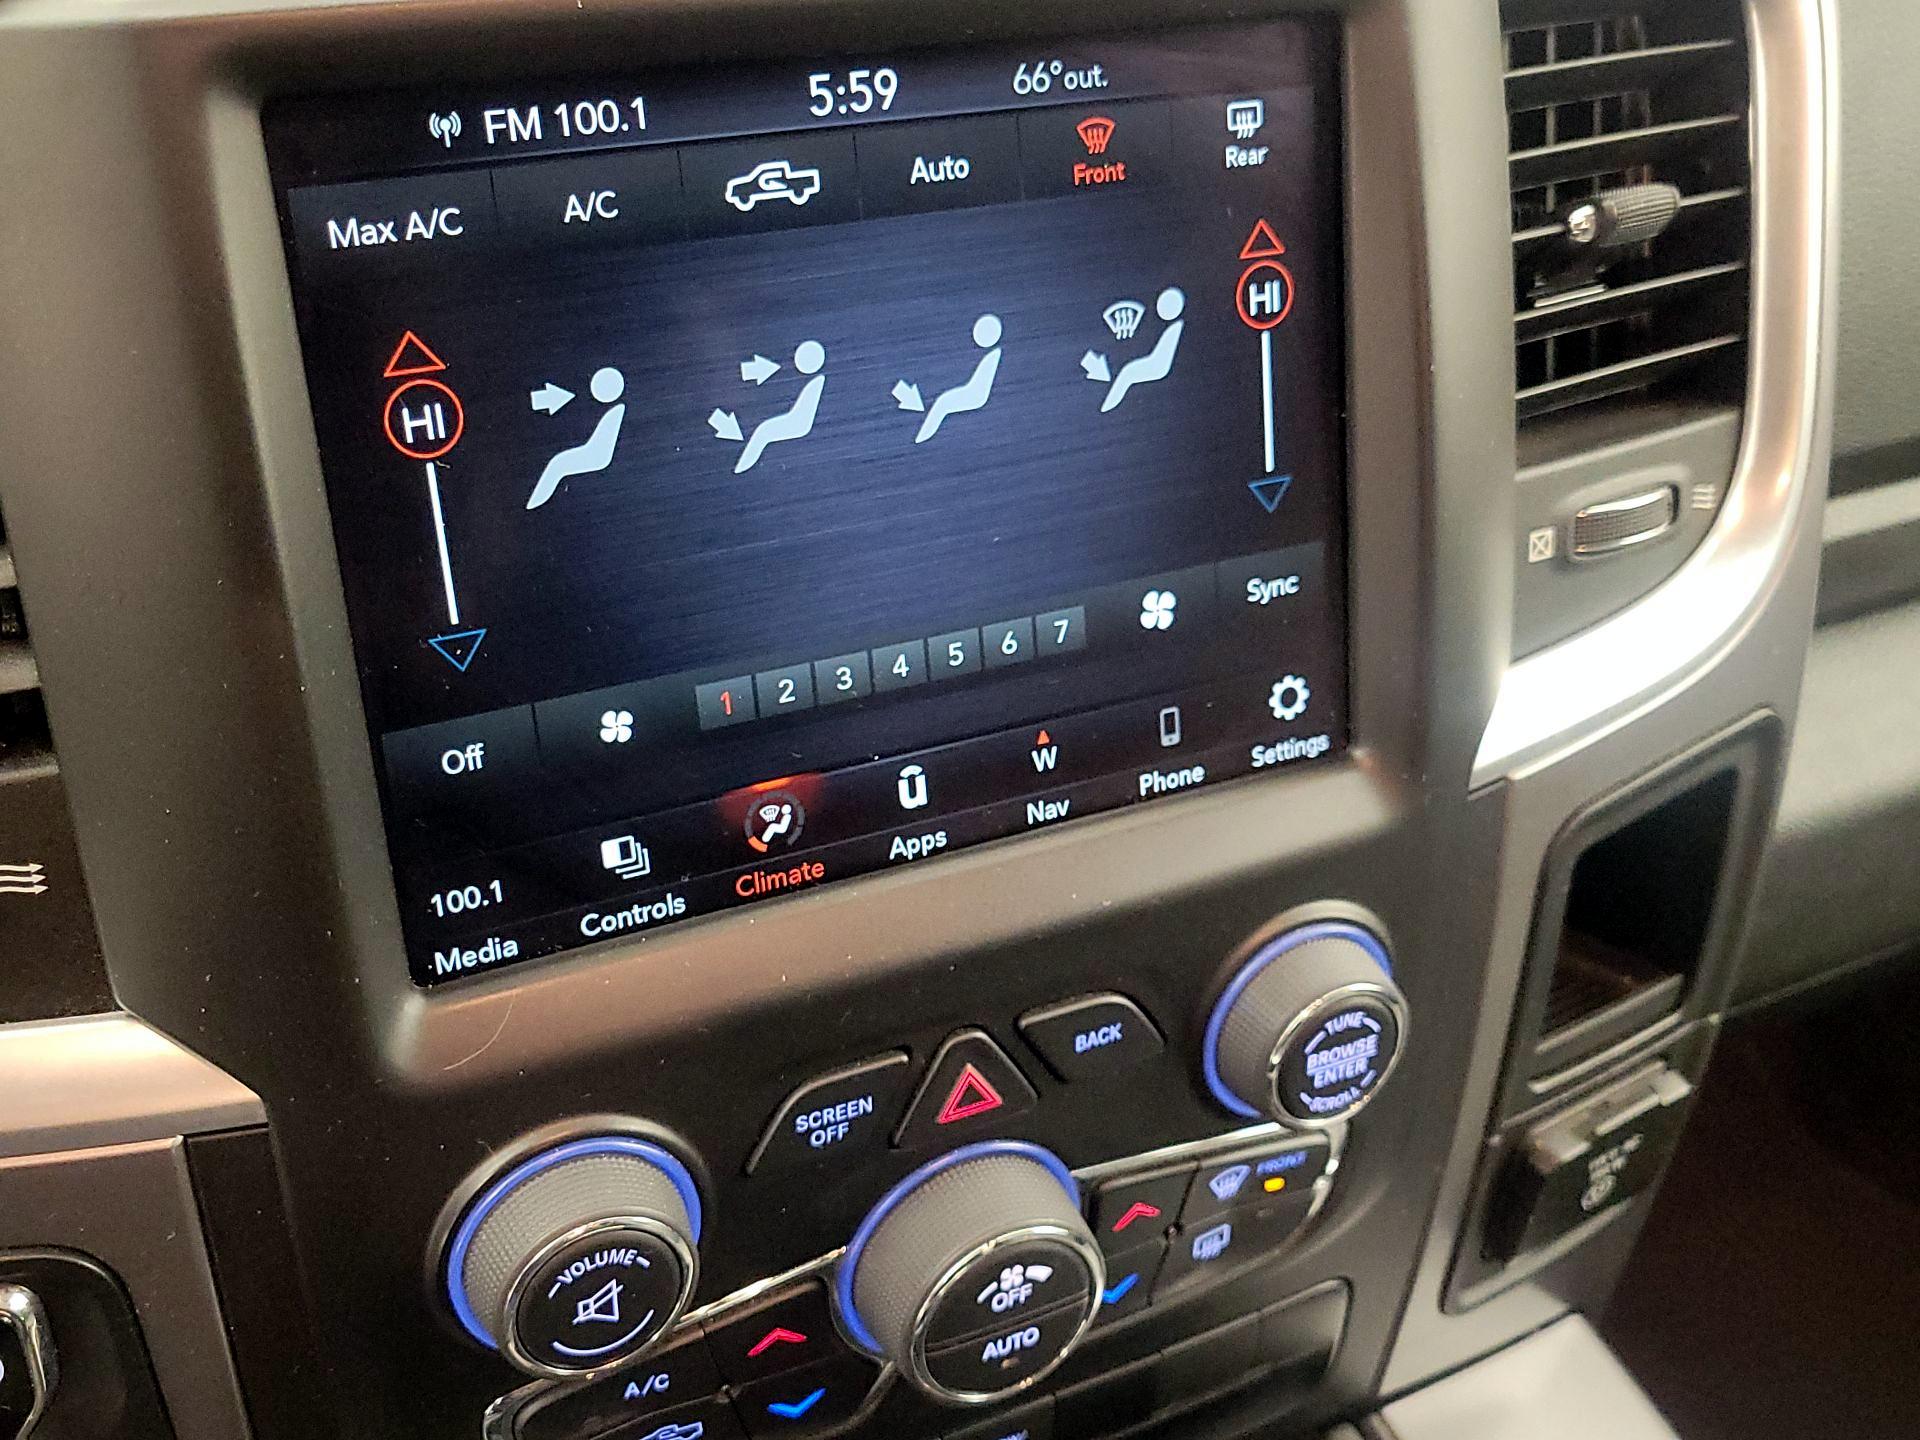 FM 100.1
5:59
66° out.
Max A/C
A/C
Auto
Front
Rear
HI
HI
1 2 3 4 5 6 7
Sync
Off
100.1
Media
Controls
Climate
Apps
W
Nav
Phone
Settings
SCREEN
OFF
BACK
TUNE
BROWSE
ENTER
SCROLL
VOLUME
OFF
AUTO
FRONT
A/C